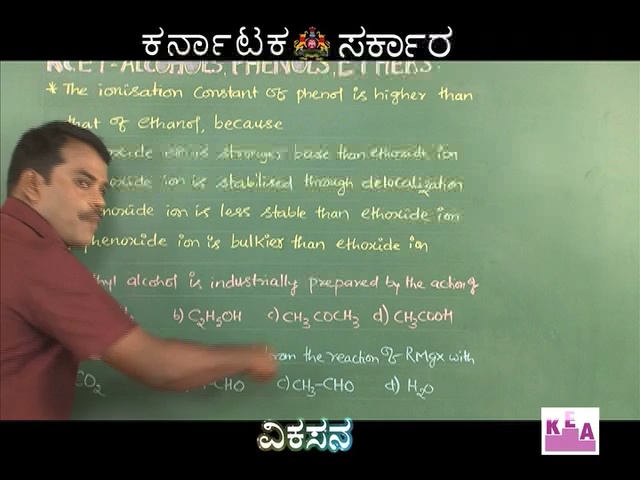 ಕರ್ನಾಟಕ ಸರ್ಕಾರ
KCET-ALCOHOLS, PHENOLS, ETHERS:
* The ionisation constant of phenol is higher than
that of ethanol, because
oxide ion is stronger base than ethoxide ion
oxide ion is stabilised through delocalization
enoxide ion is less stable than ethoxide ion
phenoxide ion is bulkier than ethoxide ion
hyl alcohol is industrially prepared by the action of
b) C2H5OH c) CH3COCH3 d) CH3COOH
from the reaction of RMgx with
CO2 CHO c) CH3-CHO d) H2O
ವಿಕಸನ
KEA